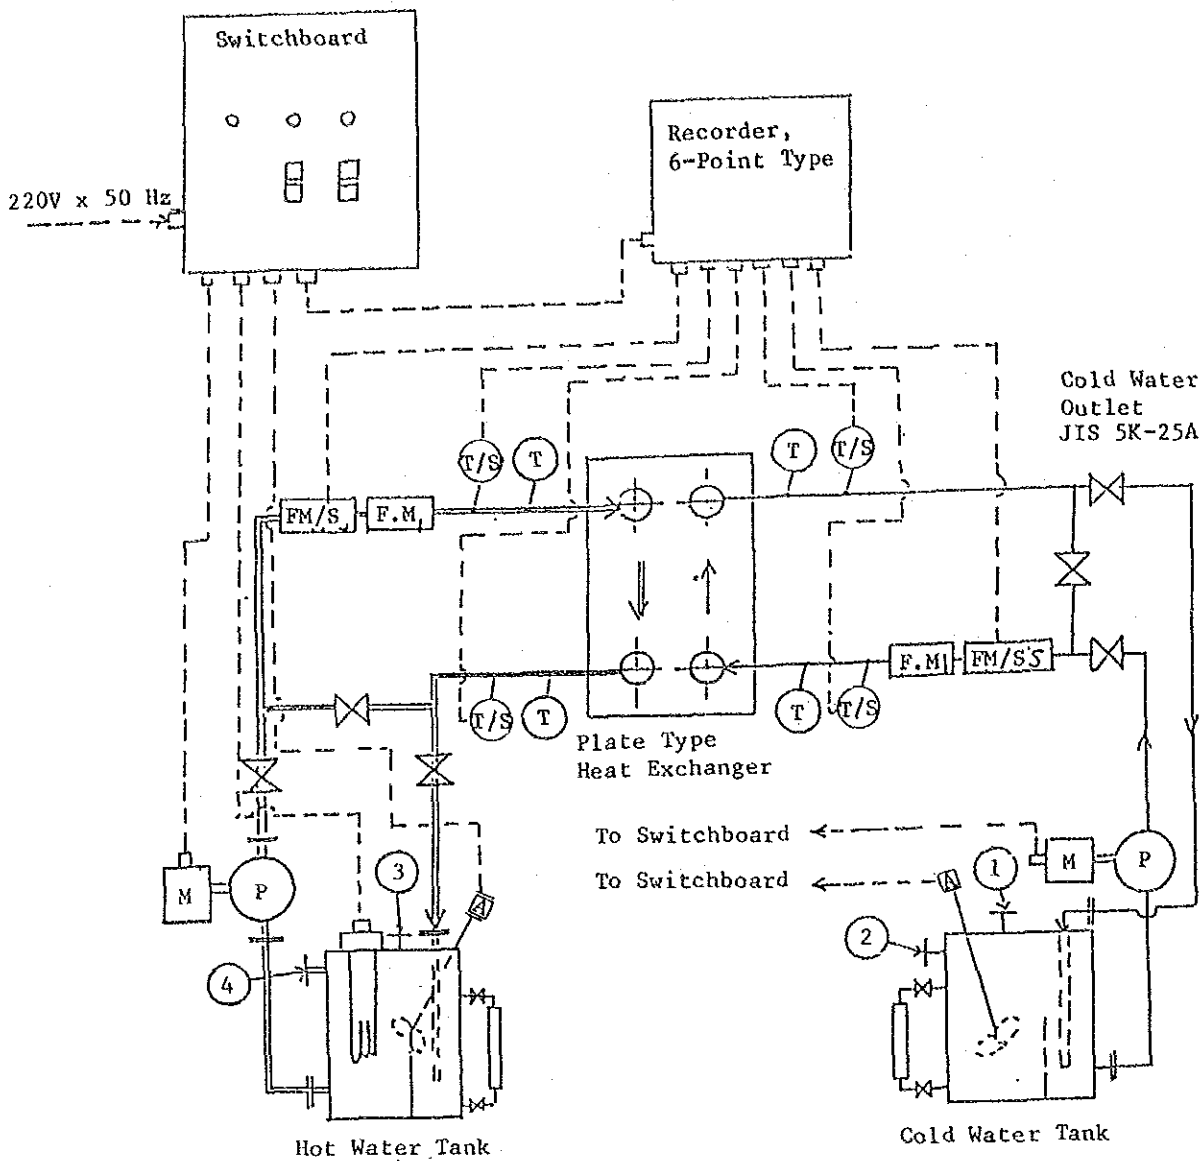 Switchboard
Recorder,
6-Point Type
220V x 50 Hz
Cold Water
Outlet
JIS 5K-25A
T/S
T
T
T/S
FM/S
F.M
F.M
FM/S5
T/S
T
T
T/S
Plate Type
Heat Exchanger
To Switchboard
M
P
To Switchboard
A
1
3
M
P
A
2
4
Hot Water Tank
Cold Water Tank